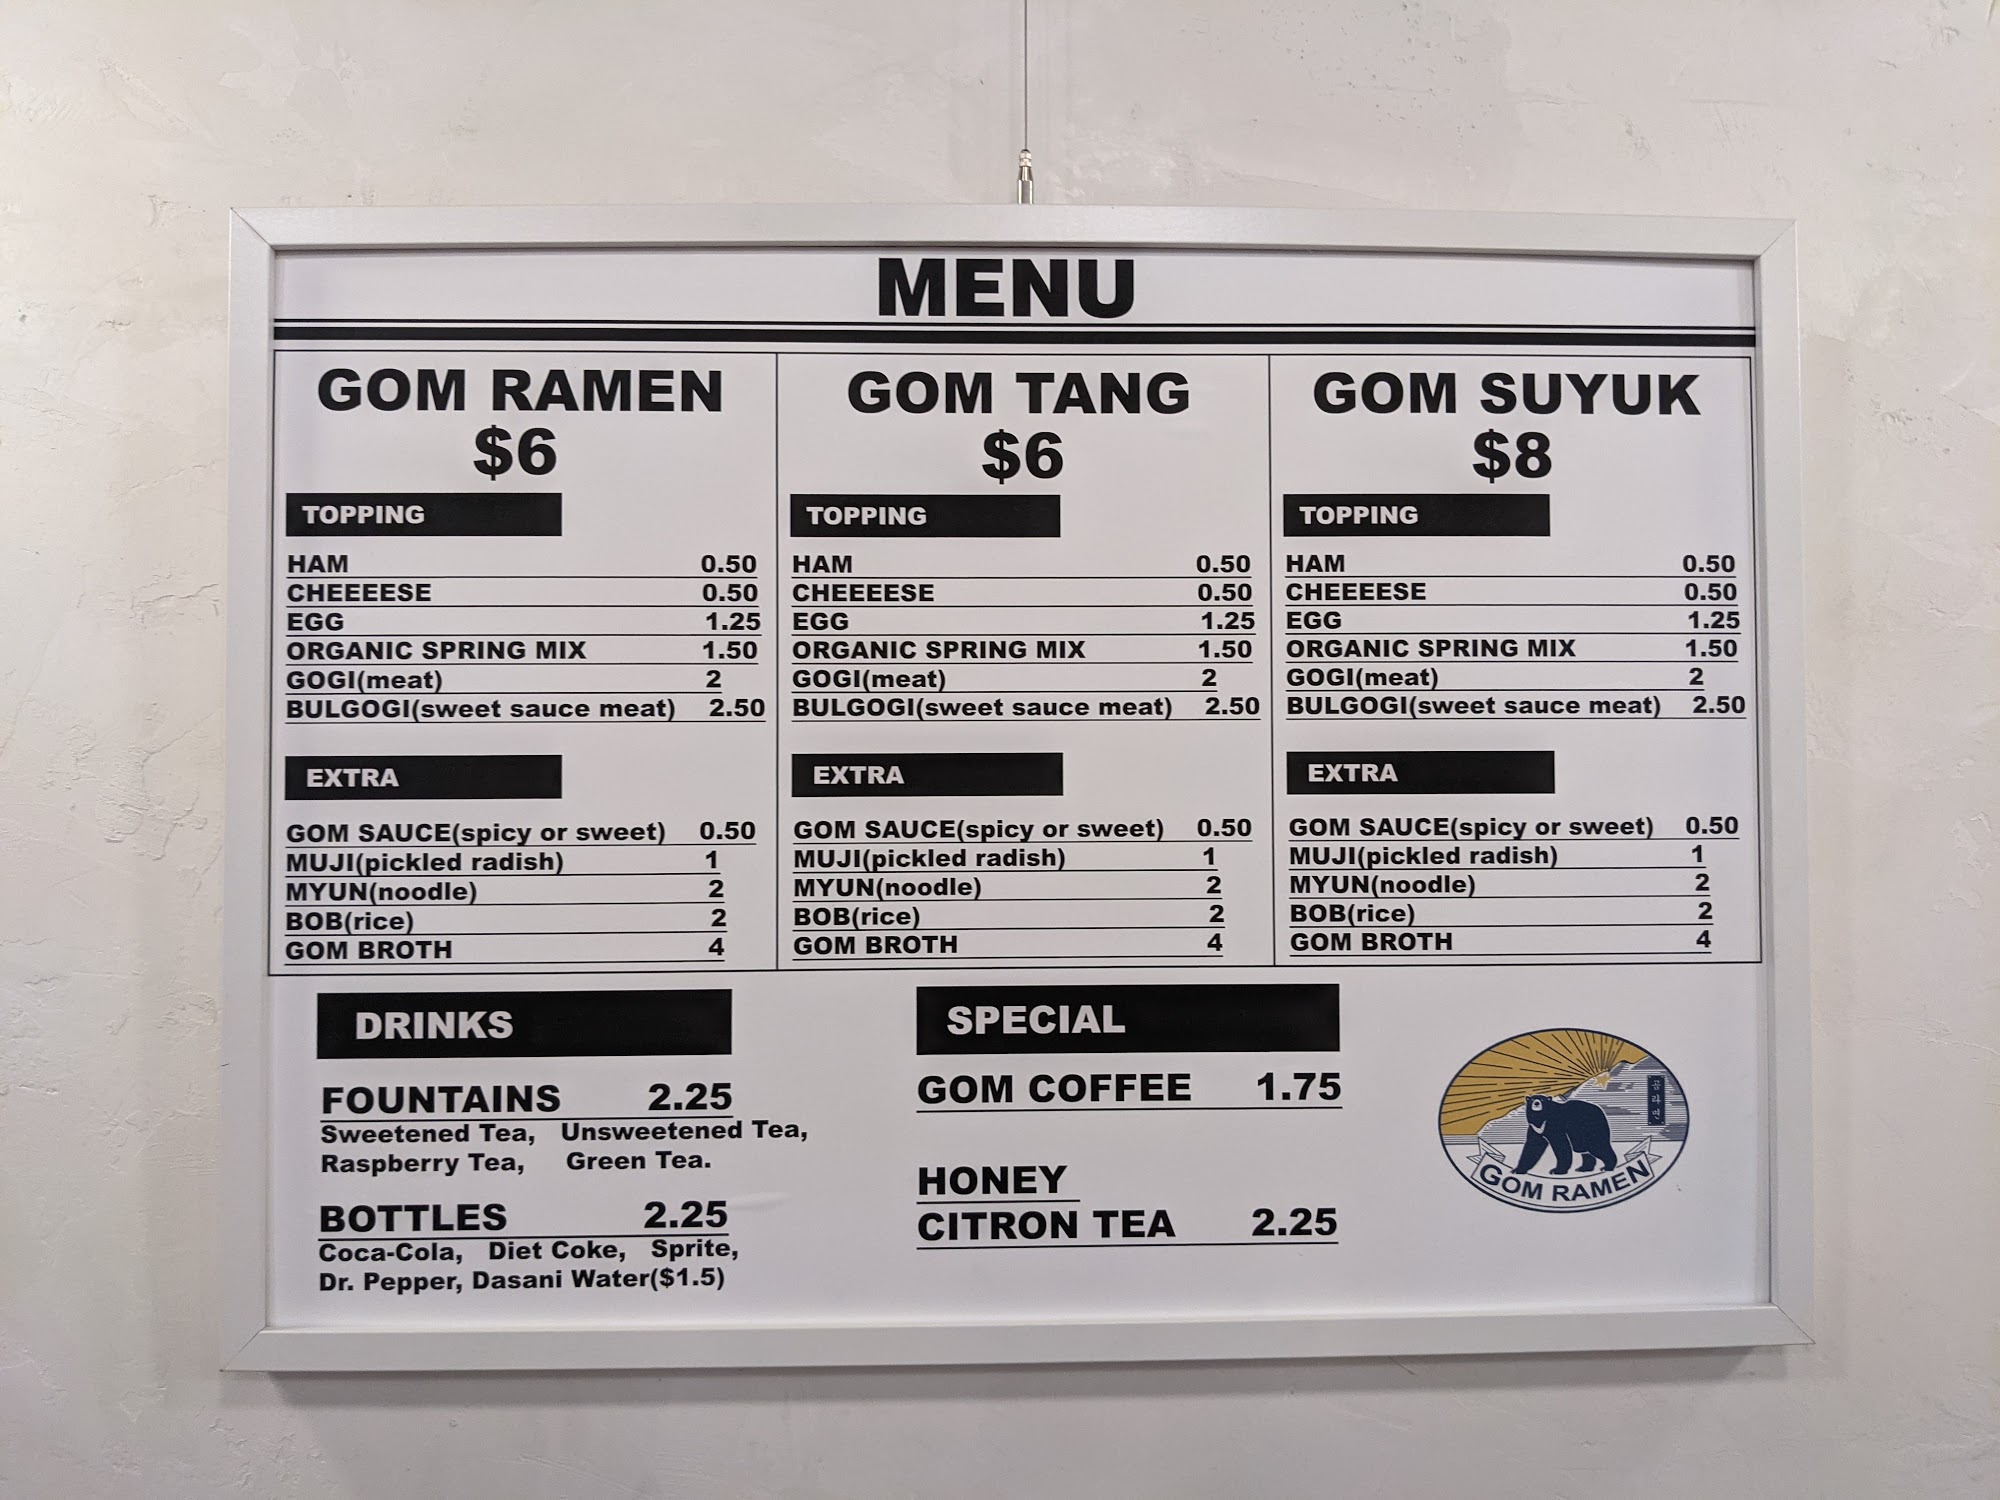 MENU
GOM RAMEN
$6
TOPPING
HAM 0.50
CHEEEESE 0.50
EGG 1.25
ORGANIC SPRING MIX 1.50
GOGI(meat) 2
BULGOGI(sweet sauce meat) 2.50
EXTRA
GOM SAUCE(spicy or sweet) 0.50
MUJI(pickled radish) 1
MYUN(noodle) 2
BOB(rice) 2
GOM BROTH 4
GOM TANG
$6
TOPPING
HAM 0.50
CHEEEESE 0.50
EGG 1.25
ORGANIC SPRING MIX 1.50
GOGI(meat) 2
BULGOGI(sweet sauce meat) 2.50
EXTRA
GOM SAUCE(spicy or sweet) 0.50
MUJI(pickled radish) 1
MYUN(noodle) 2
BOB(rice) 2
GOM BROTH 4
GOM SUYUK
$8
TOPPING
HAM 0.50
CHEEEESE 0.50
EGG 1.25
ORGANIC SPRING MIX 1.50
GOGI(meat) 2
BULGOGI(sweet sauce meat) 2.50
EXTRA
GOM SAUCE(spicy or sweet) 0.50
MUJI(pickled radish) 1
MYUN(noodle) 2
BOB(rice) 2
GOM BROTH 4
DRINKS
FOUNTAINS 2.25
Sweetened Tea, Unsweetened Tea,
Raspberry Tea, Green Tea.
BOTTLES 2.25
Coca-Cola, Diet Coke, Sprite,
Dr. Pepper, Dasani Water($1.5)
SPECIAL
GOM COFFEE 1.75
HONEY
CITRON TEA 2.25
GOM RAMEN